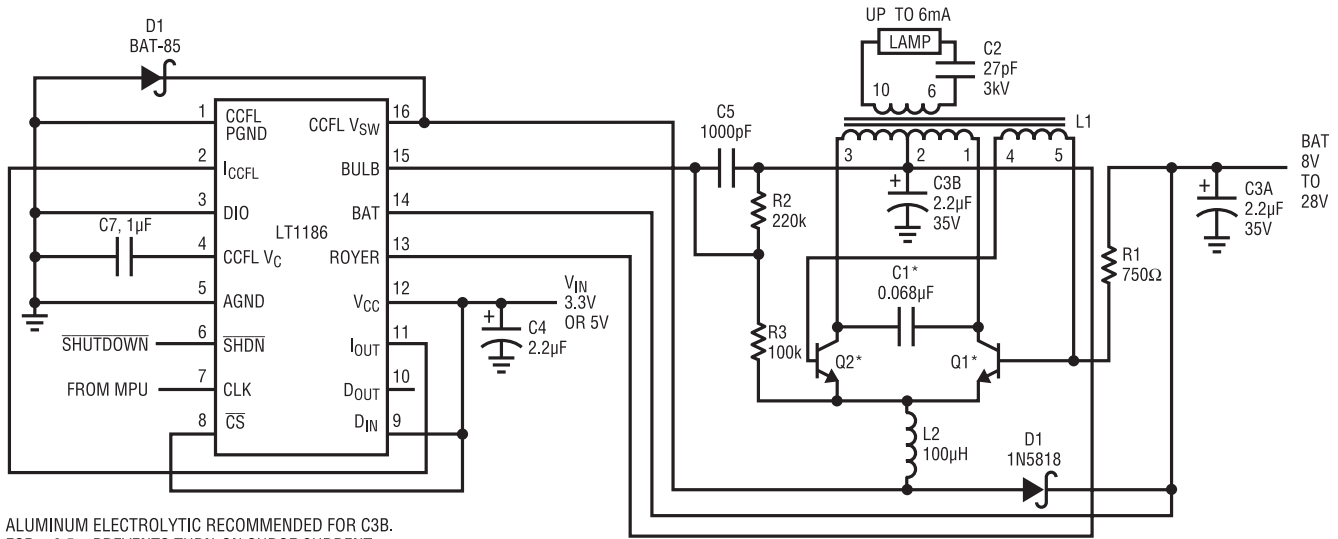 D1
BAT-85
UP TO 6mA
LAMP
C2
27pF
3kV
10
6
L1
3
2
1
4
5
1
CCFL
PGND
CCFL VSW
16
2
ICCFL
BULB
15
3
DIO
BAT
14
C7, 1µF
LT1186
4
CCFL VC
ROYER
13
5
AGND
VCC
12
SHUTDOWN
6
SHDN
IOUT
11
FROM MPU
7
CLK
DOUT
10
8
CS
DIN
9
VIN
3.3V
OR 5V
C4
2.2µF
+
C5
1000pF
R2
220k
R3
100k
+
C3B
2.2µF
35V
C1*
0.068µF
Q2*
Q1*
L2
100µH
D1
1N5818
R1
750Ω
+
C3A
2.2µF
35V
BAT
8V
TO
28V
ALUMINUM ELECTROLYTIC RECOMMENDED FOR C3B.